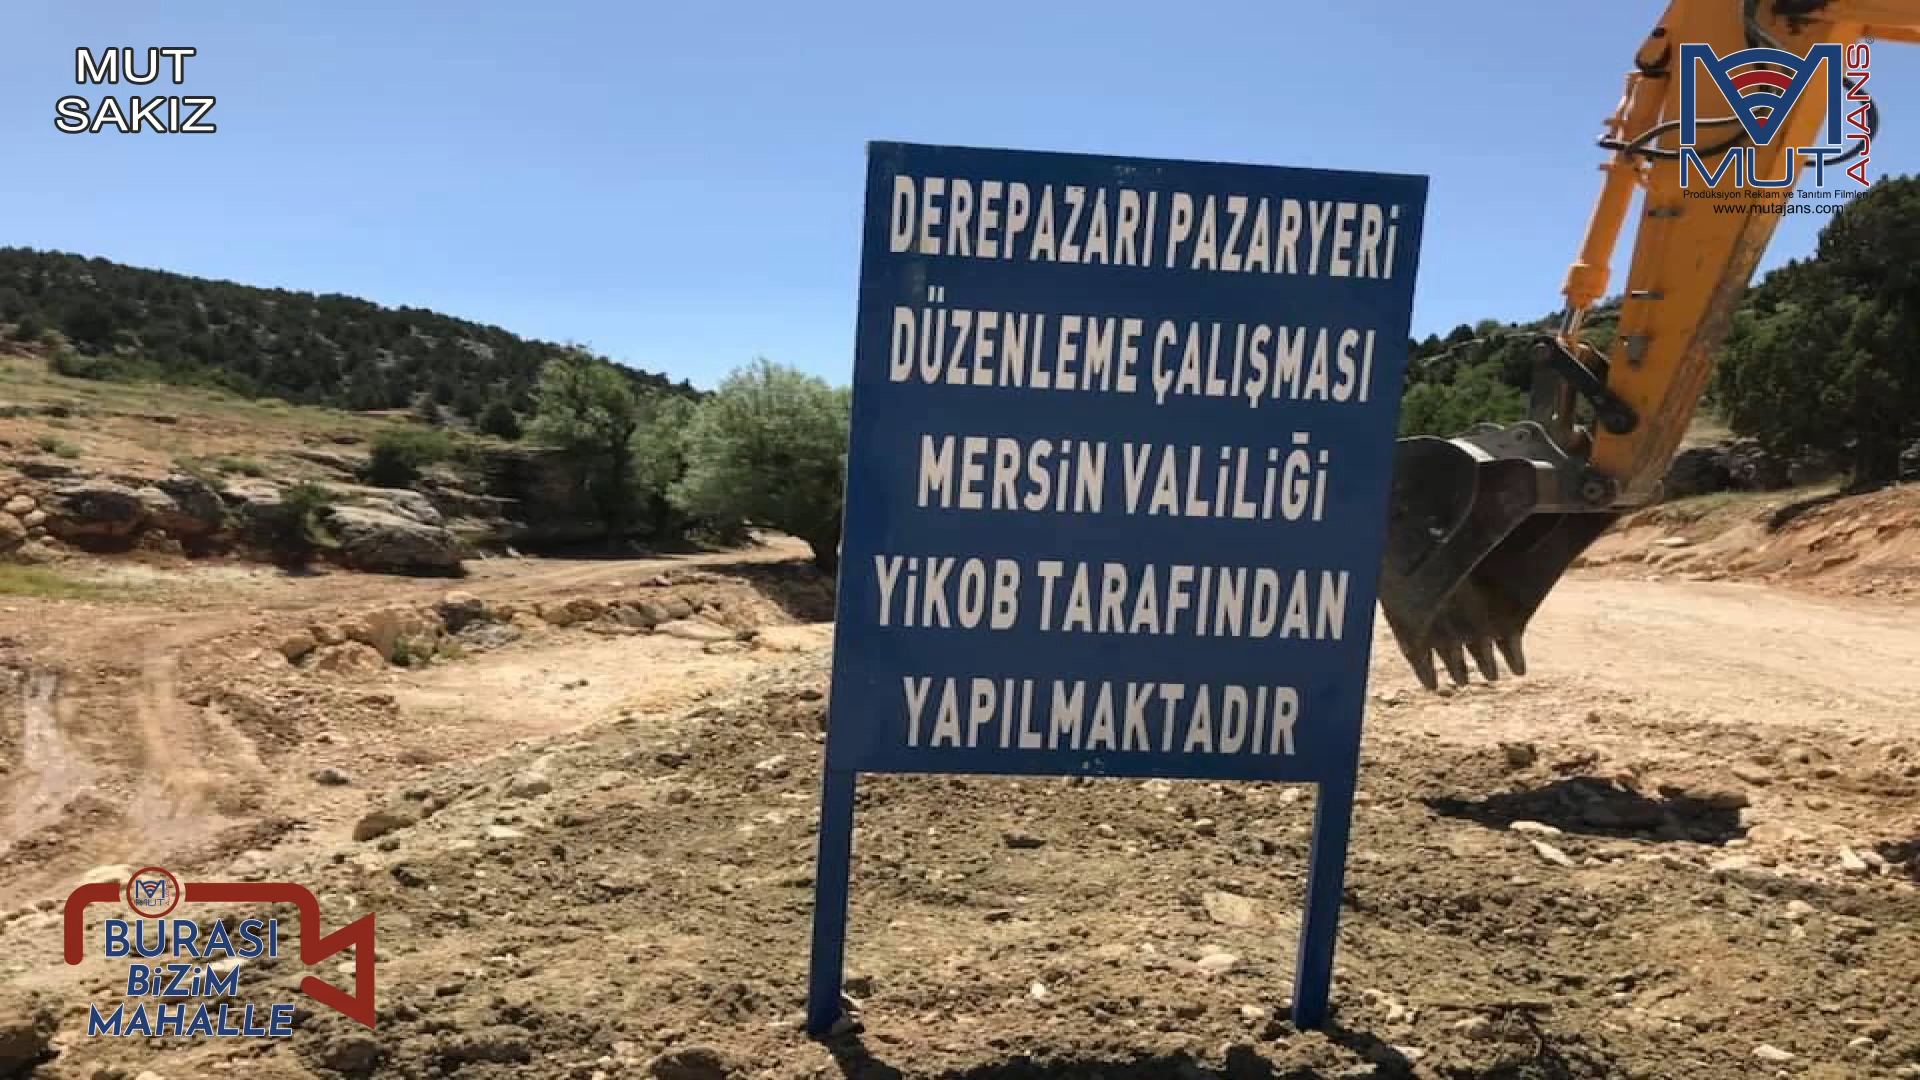 MUT
SAKIZ
MUT
AJANS
®
Prodüksiyon Reklam ve Tanıtım Filmleri
www.mutajans.com
DEREPAZARI PAZARYERİ
DÜZENLEME ÇALIŞMASI
MERSİN VALİLİĞİ
YİKOB TARAFINDAN
YAPILMAKTADIR
MUT
BURASI
BİZİM
MAHALLE